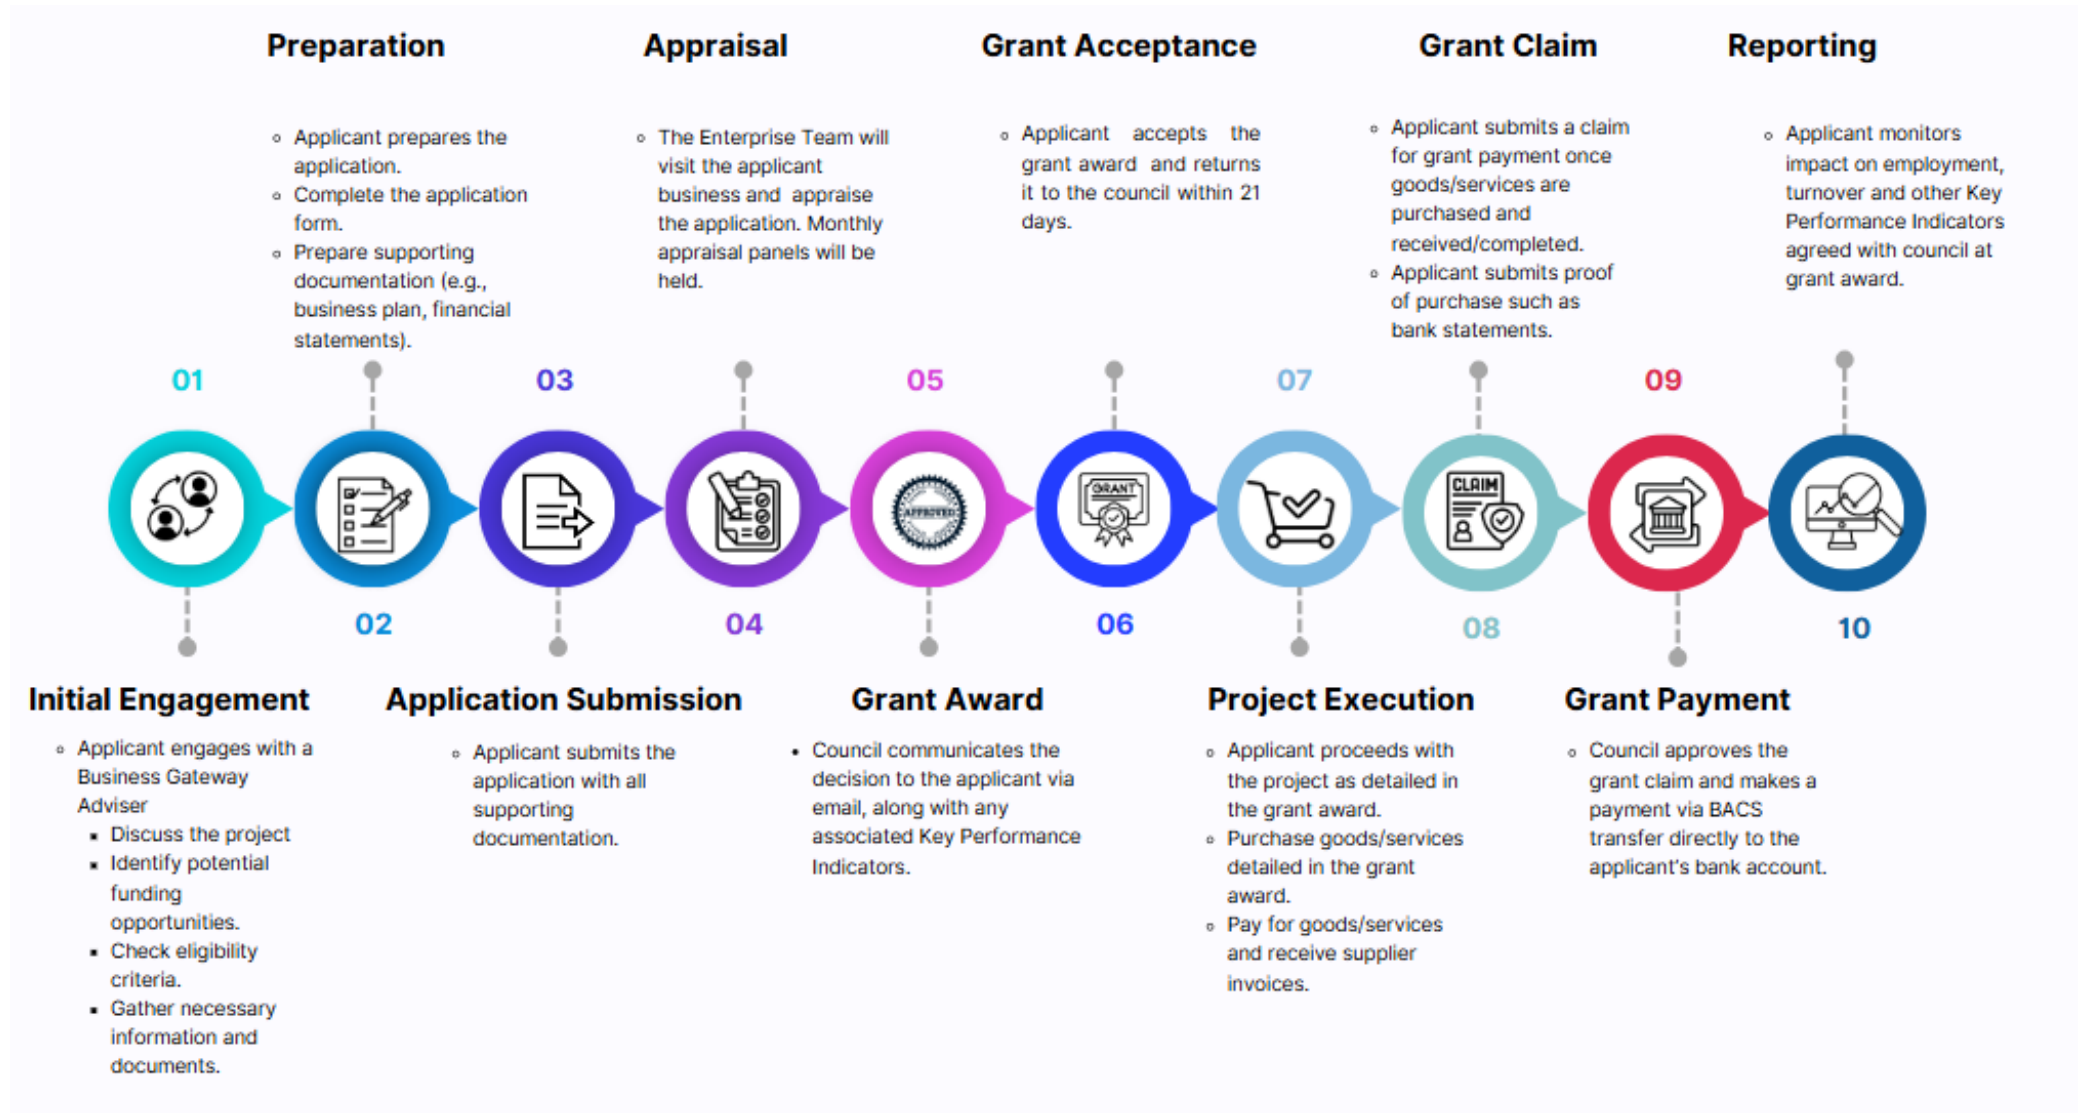 Preparation
Applicant prepares the
application.
Complete the application
form.
Prepare supporting
documentation (e.g.,
business plan, financial
statements).
Appraisal
The Enterprise Team will
visit the applicant
business and appraise
the application. Monthly
appraisal panels will be
held.
Grant Acceptance
Applicant accepts the
grant award and returns
it to the council within 21
days.
Grant Claim
Applicant submits a claim
for grant payment once
goods/services are
purchased and
received/completed.
Applicant submits proof
of purchase such as
bank statements.
Reporting
Applicant monitors
impact on employment,
turnover and other Key
Performance Indicators
agreed with council at
grant award.
01
03
05
07
09
APPROVED
GRANT
CLAIM
02
04
06
08
10
Initial Engagement
Applicant engages with a
Business Gateway
Adviser
Discuss the project
Identify potential
funding
opportunities.
Check eligibility
criteria.
Gather necessary
information and
documents.
Application Submission
Applicant submits the
application with all
supporting
documentation.
Grant Award
Council communicates the
decision to the applicant via
email, along with any
associated Key Performance
Indicators.
Project Execution
Applicant proceeds with
the project as detailed in
the grant award.
Purchase goods/services
detailed in the grant
award.
Pay for goods/services
and receive supplier
invoices.
Grant Payment
Council approves the
grant claim and makes a
payment via BACS
transfer directly to the
applicant's bank account.